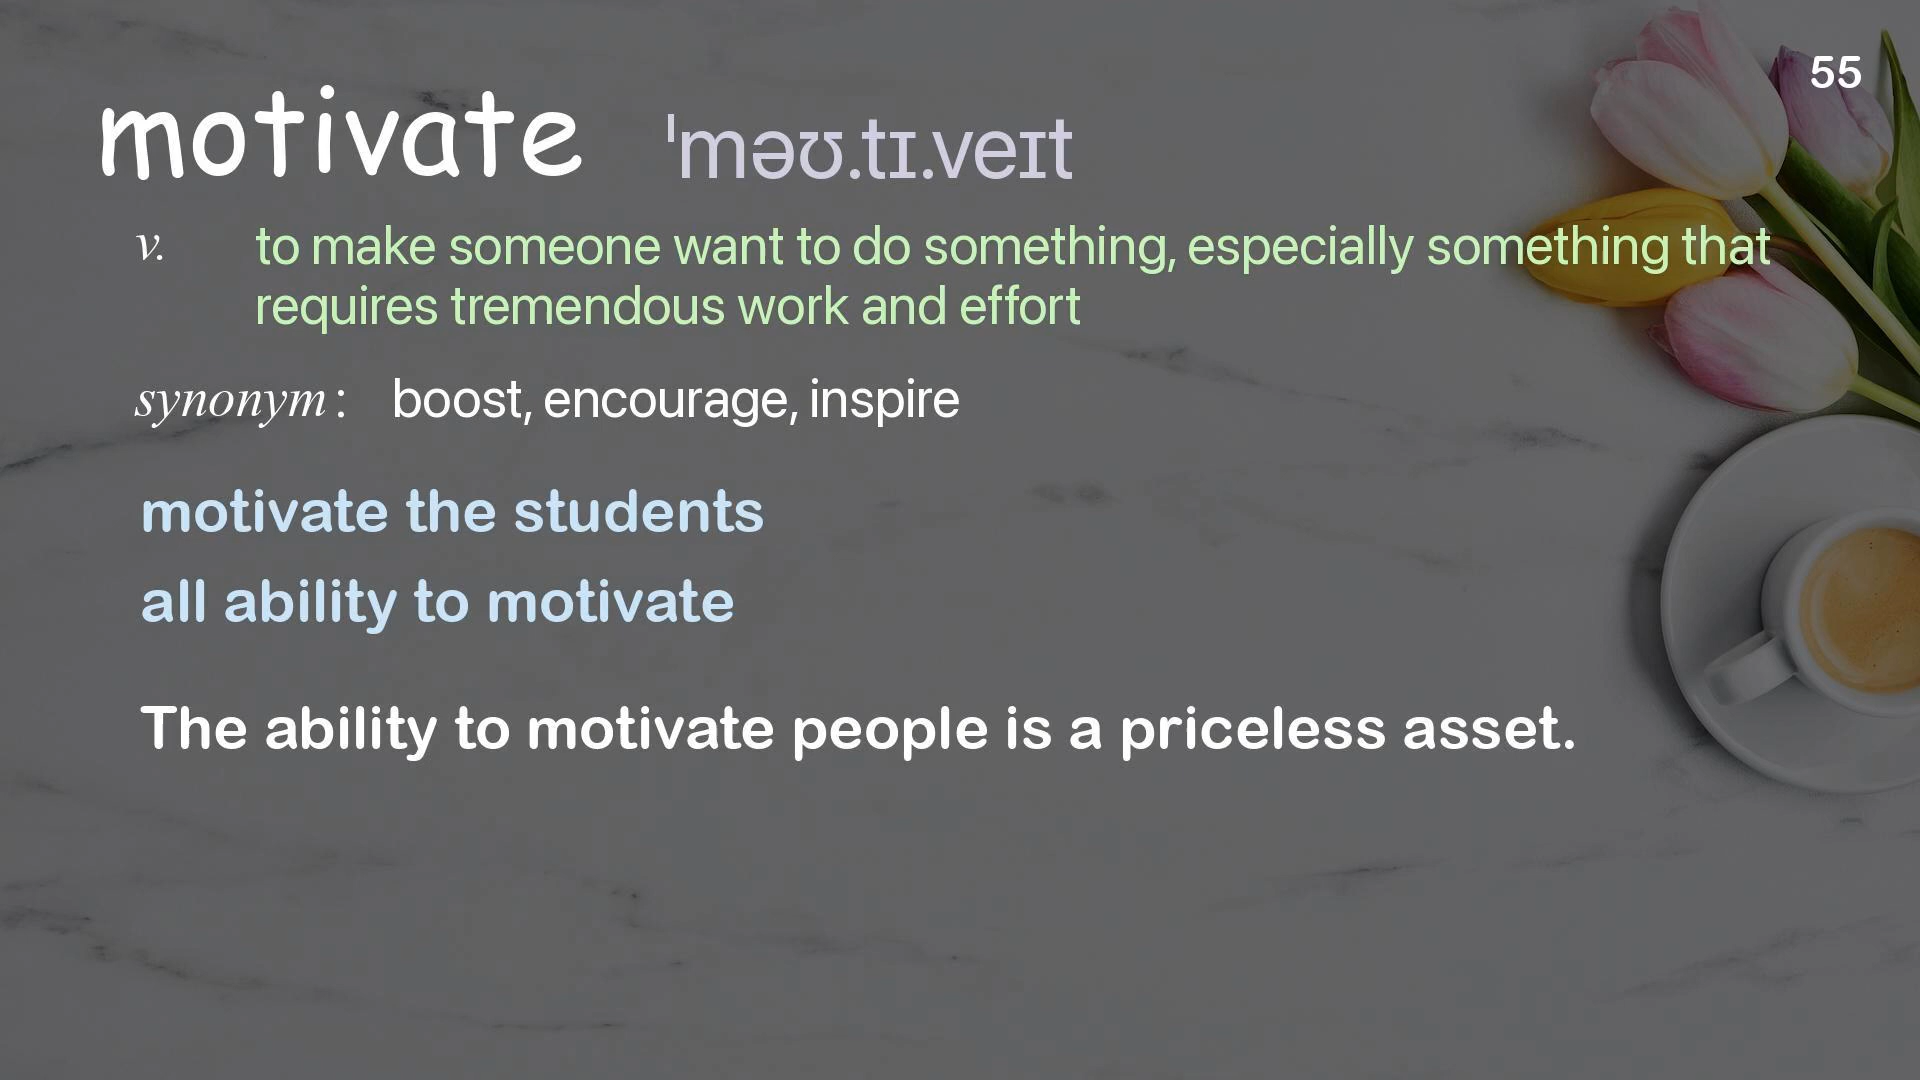 55
motivate ˈməʊ.tɪ.veɪt
v. to make someone want to do something, especially something that
requires tremendous work and effort
synonym: boost, encourage, inspire
motivate the students
all ability to motivate
The ability to motivate people is a priceless asset.